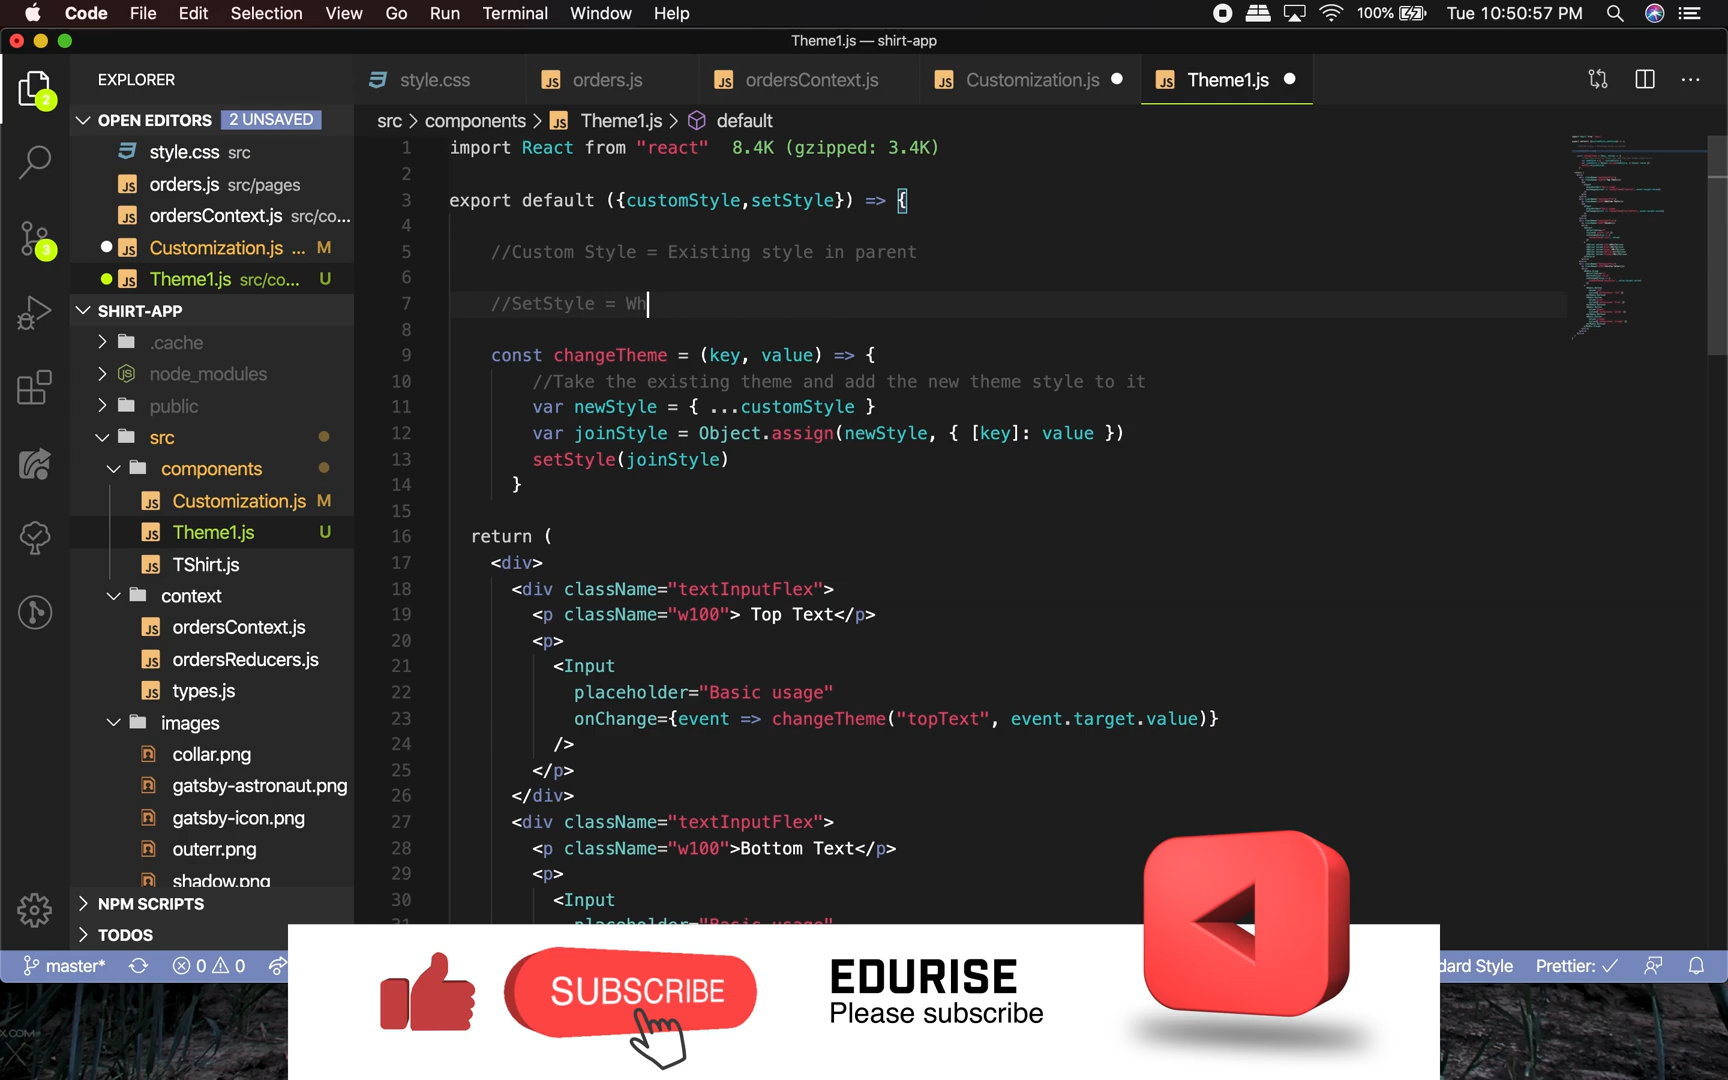 Code File Edit Selection View Go Run Terminal Window Help 100% Tue 10:50:57 PM
Theme1.js — shirt-app
EXPLORER
style.css
orders.js
ordersContext.js
Customization.js
Theme1.js
OPEN EDITORS 2 UNSAVED
style.css src
orders.js src/pages
ordersContext.js src/co...
Customization.js ... M
Theme1.js src/co... U
SHIRT-APP
.cache
node_modules
public
src
components
Customization.js M
Theme1.js U
TShirt.js
context
ordersContext.js
ordersReducers.js
types.js
images
collar.png
gatsby-astronaut.png
gatsby-icon.png
outerr.png
shadow.png
NPM SCRIPTS
TODOS
2
3
src > components > Theme1.js > default
1 import React from "react" 8.4K (gzipped: 3.4K)
2
3 export default ({customStyle,setStyle}) => {
4
5 //Custom Style = Existing style in parent
6
7 //SetStyle = Wh
8
9 const changeTheme = (key, value) => {
10 //Take the existing theme and add the new theme style to it
11 var newStyle = { ...customStyle }
12 var joinStyle = Object.assign(newStyle, { [key]: value })
13 setStyle(joinStyle)
14 }
15
16 return (
17 <div>
18 <div className="textInputFlex">
19 <p className="w100"> Top Text</p>
20 <p>
21 <Input
22 placeholder="Basic usage"
23 onChange={event => changeTheme("topText", event.target.value)}
24 />
25 </p>
26 </div>
27 <div className="textInputFlex">
28 <p className="w100">Bottom Text</p>
29 <p>
30 <Input
31 placeholder="Basic usage"
master* 0 0
dard Style Prettier: ✓
SUBSCRIBE
EDURISE
Please subscribe